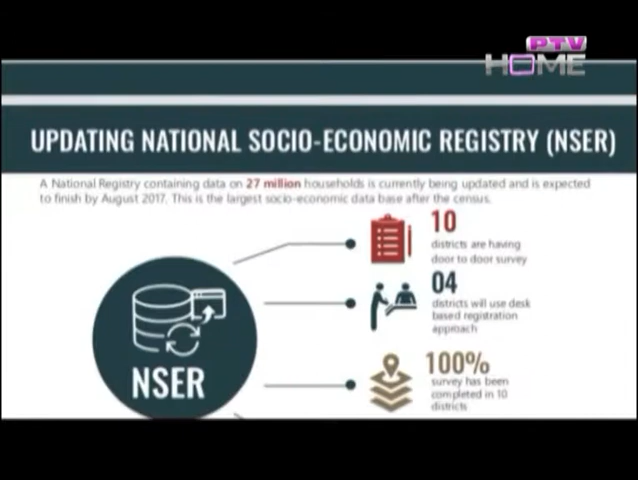 PTV
HOME
UPDATING NATIONAL SOCIO-ECONOMIC REGISTRY (NSER)
A National Registry containing data on 27 million households is currently being updated and is expected
to finish by August 2017. This is the largest socio-economic data base after the census.
10
districts are having
door to door survey
04
districts will use desk
based registration
approach
100%
survey has been
completed in 10
districts
NSER